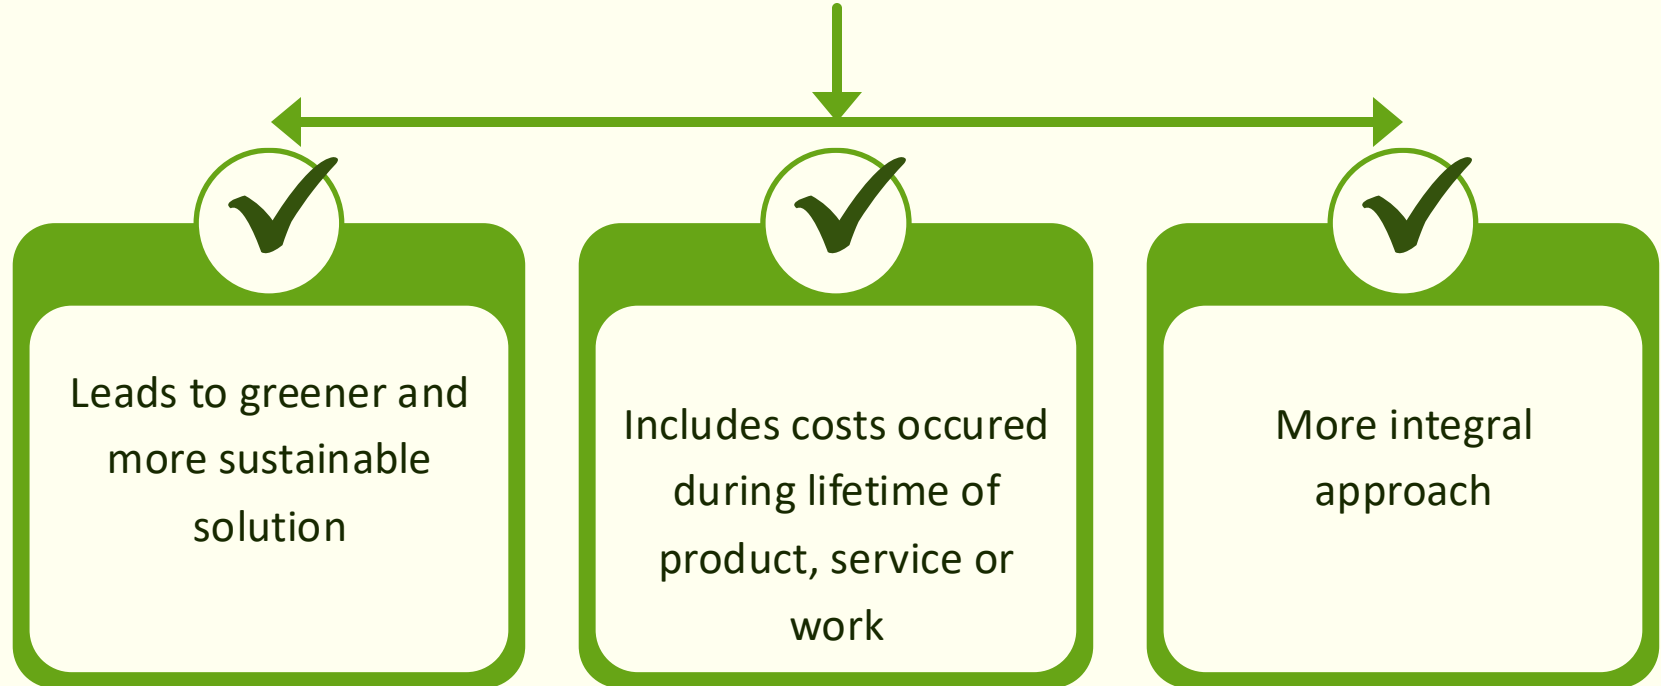 Leads to greener and
more sustainable
solution
Includes costs occured
during lifetime of
product, service or
work
More integral
approach